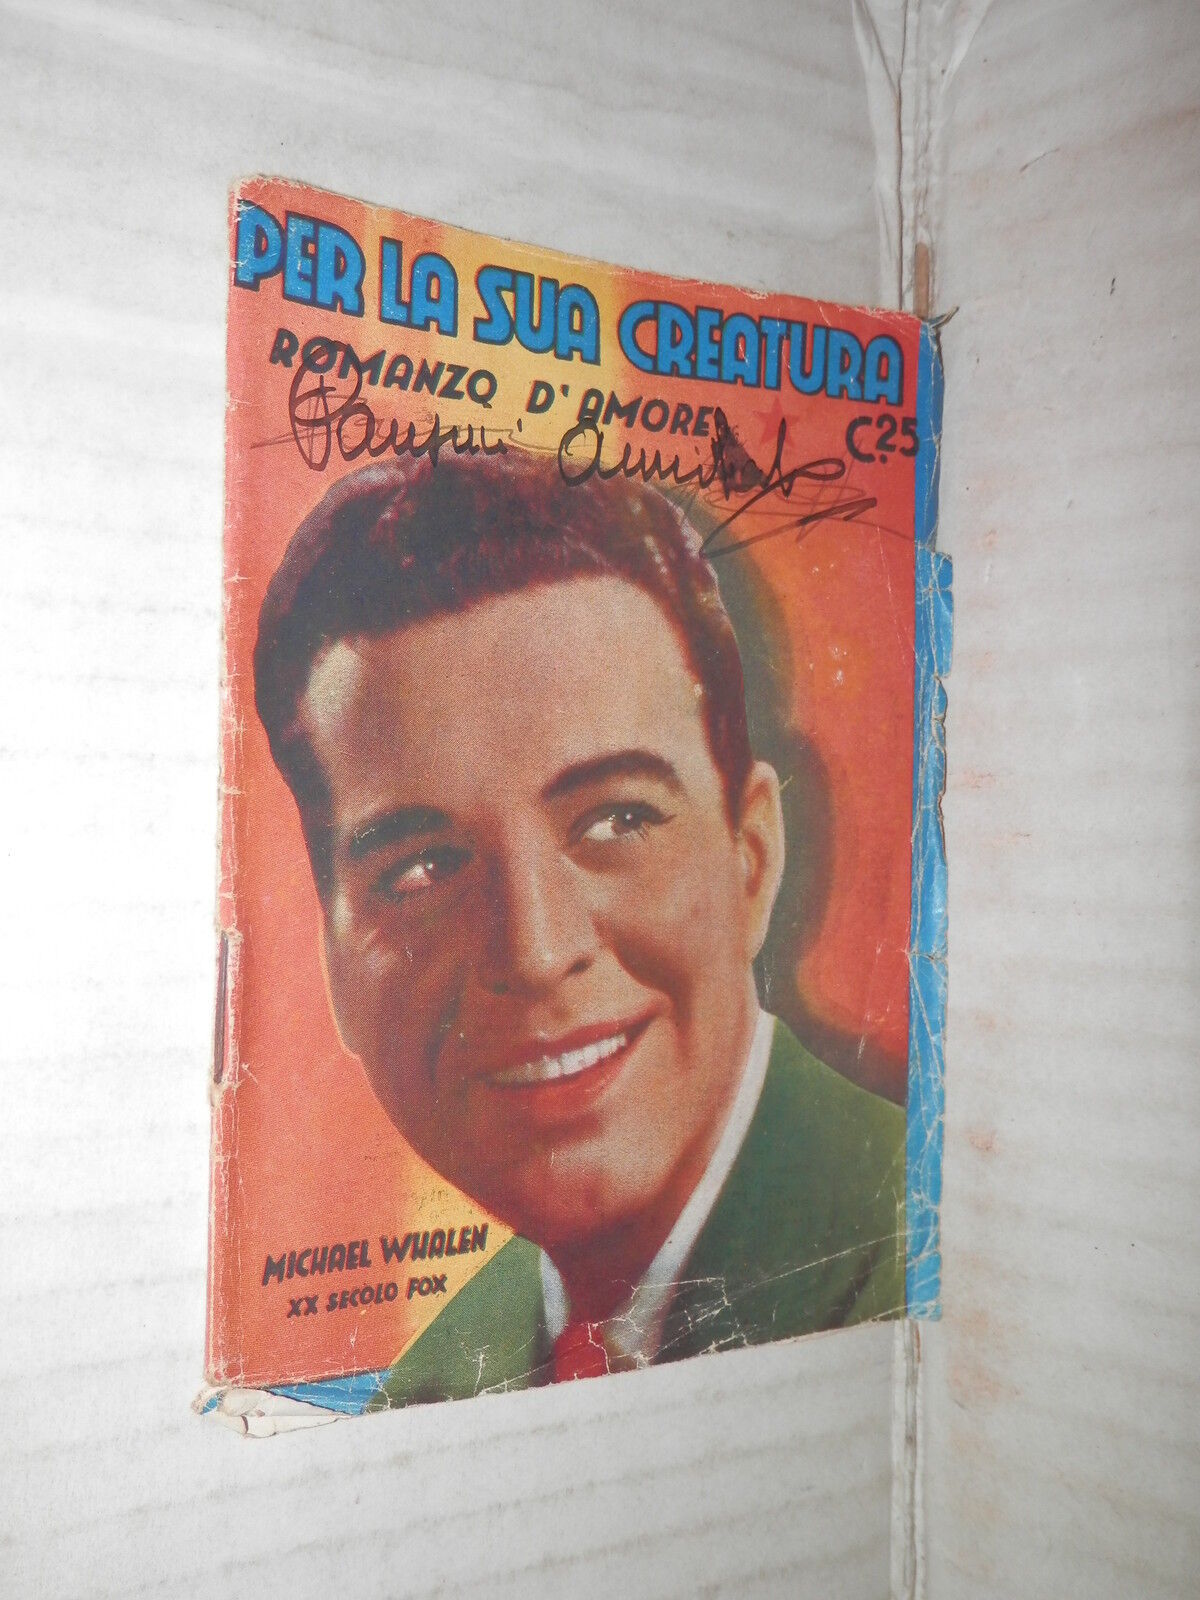 PER LA SUA CREATURA
ROMANZO D'AMORE
C.25
MICHAEL WHALEN
XX SECOLO FOX